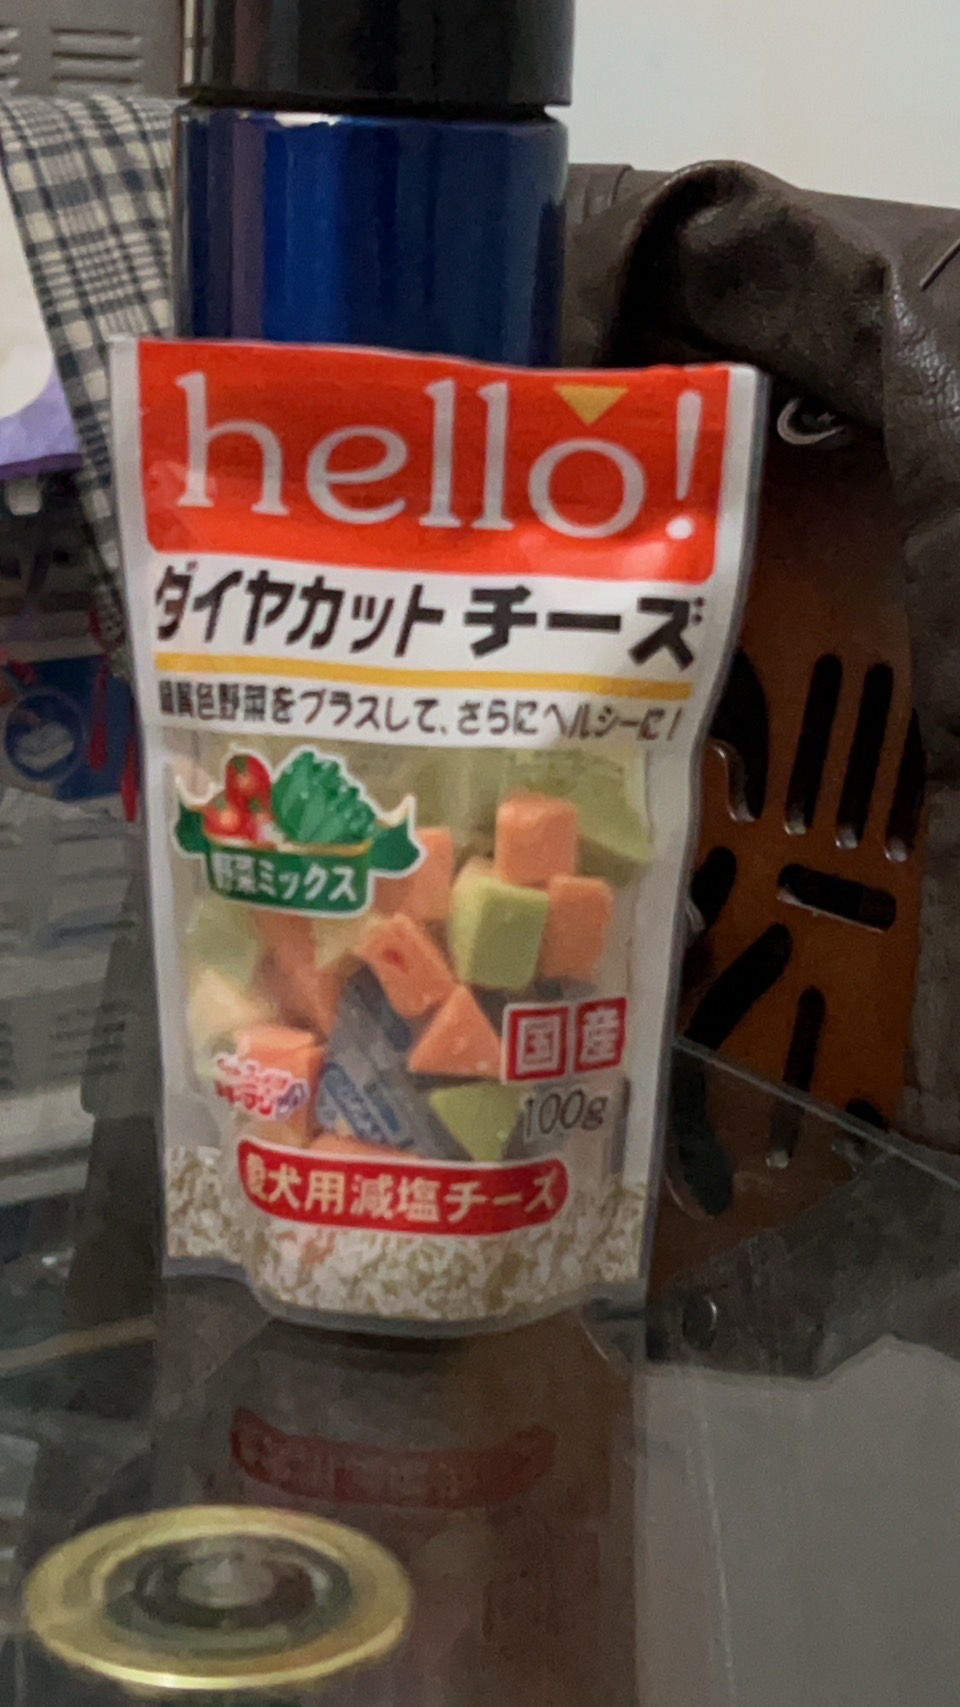 hello!
ダイヤカット チーズ
緑黄色野菜をプラスして、さらにヘルシーに!
野菜ミックス
国産
100g
愛犬用減塩チーズ